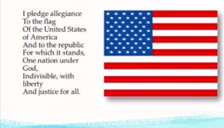 I pledge allegiance
To the flag
Of the United States
of America
And to the republic
For which it stands,
One nation under
God,
Indivisible, with
liberty
And justice for all.